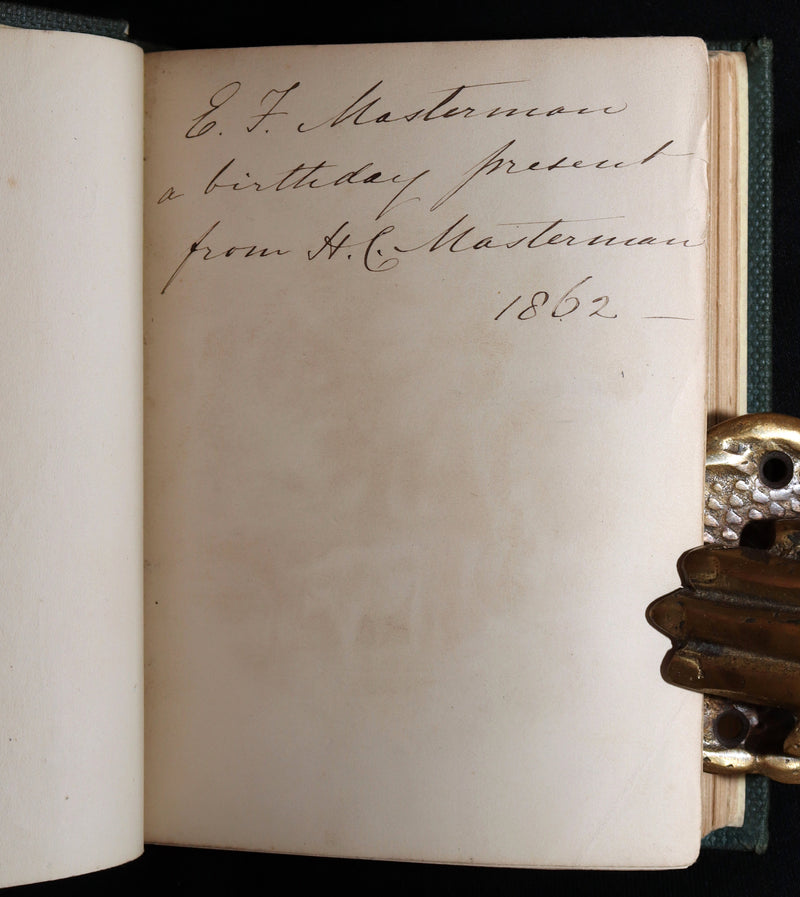 E. F. Masterman
a birthday present
from H. C. Masterman
1862 —